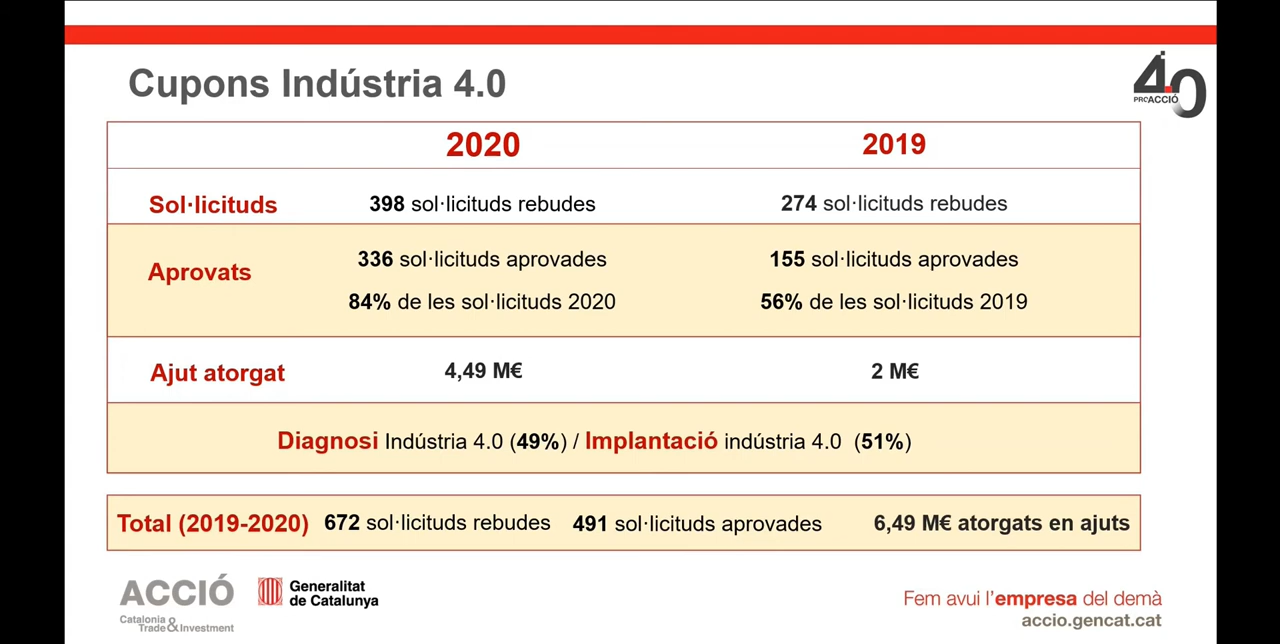 Cupons Indústria 4.0
4.0
PROACCIÓ
2020 2019
Sol·licituds 398 sol·licituds rebudes 274 sol·licituds rebudes
Aprovats 336 sol·licituds aprovades 155 sol·licituds aprovades
84% de les sol·licituds 2020 56% de les sol·licituds 2019
Ajut atorgat 4,49 M€ 2 M€
Diagnosi Indústria 4.0 (49%) / Implantació indústria 4.0 (51%)
Total (2019-2020) 672 sol·licituds rebudes 491 sol·licituds aprovades 6,49 M€ atorgats en ajuts
ACCIÓ
Catalonia
Trade & Investment
Generalitat
de Catalunya
Fem avui l'empresa del demà
accio.gencat.cat